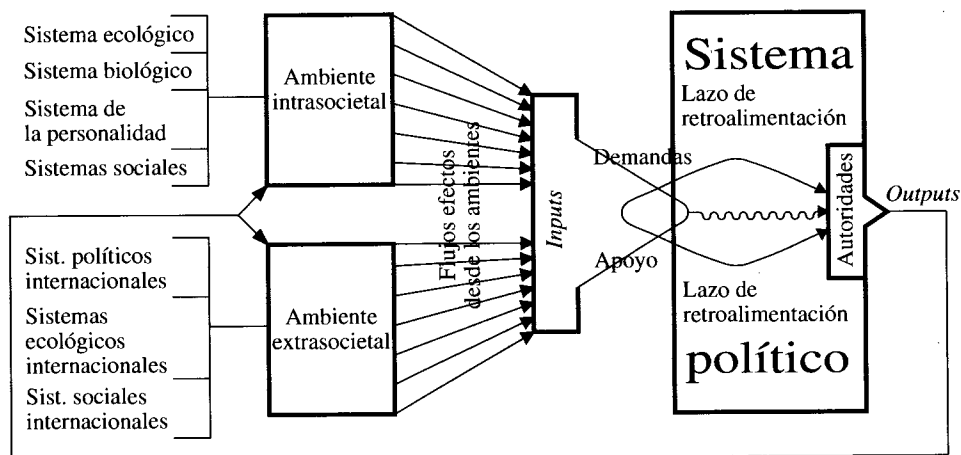 Sistema ecológico
Sistema biológico
Sistema de
la personalidad
Sistemas sociales
Ambiente
intrasocietal
Sist. políticos
internacionales
Sistemas
ecológicos
internacionales
Sist. sociales
internacionales
Ambiente
extrasocietal
Flujos efectos
desde los ambientes
Inputs
Demandas
Apoyo
Sistema
Lazo de
retroalimentación
Autoridades
Lazo de
retroalimentación
político
Outputs